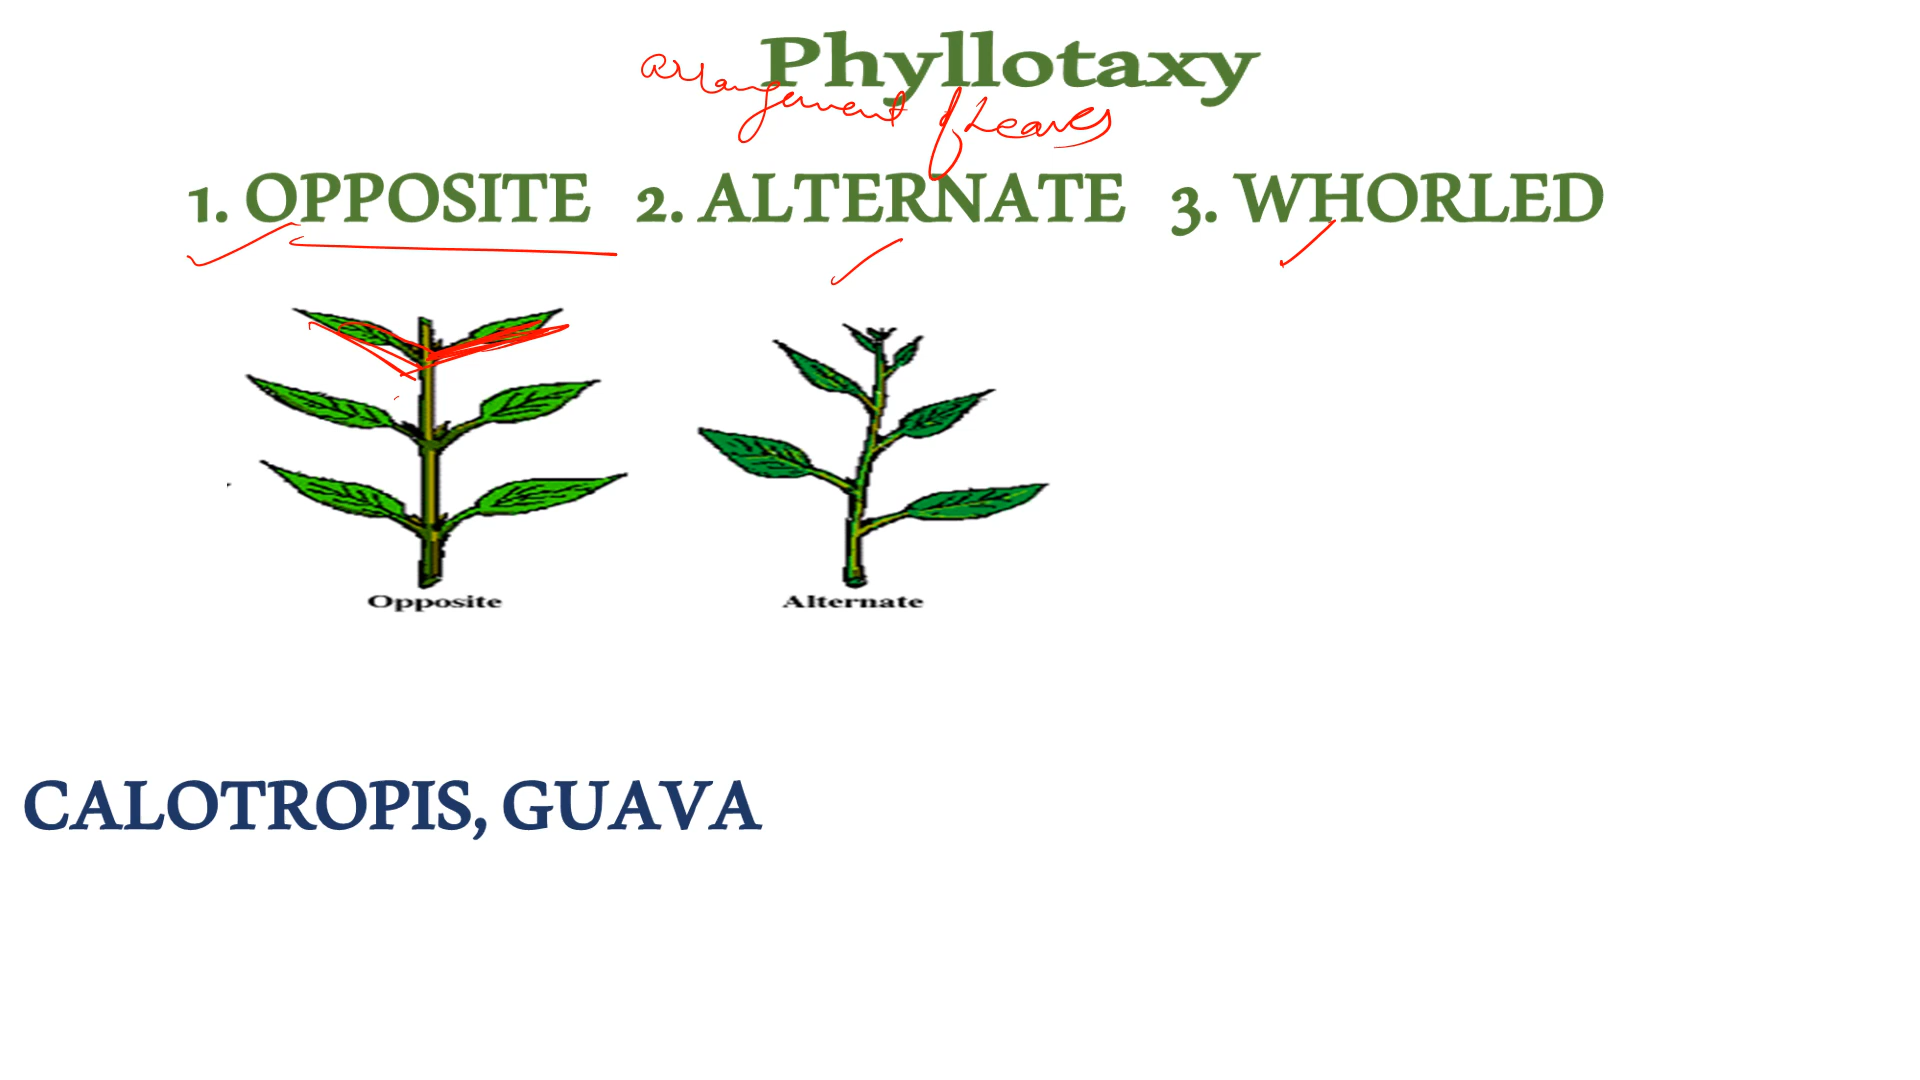 Phyllotaxy
arrangement of Leaves
1. OPPOSITE 2. ALTERNATE 3. WHORLED
Opposite Alternate
CALOTROPIS, GUAVA